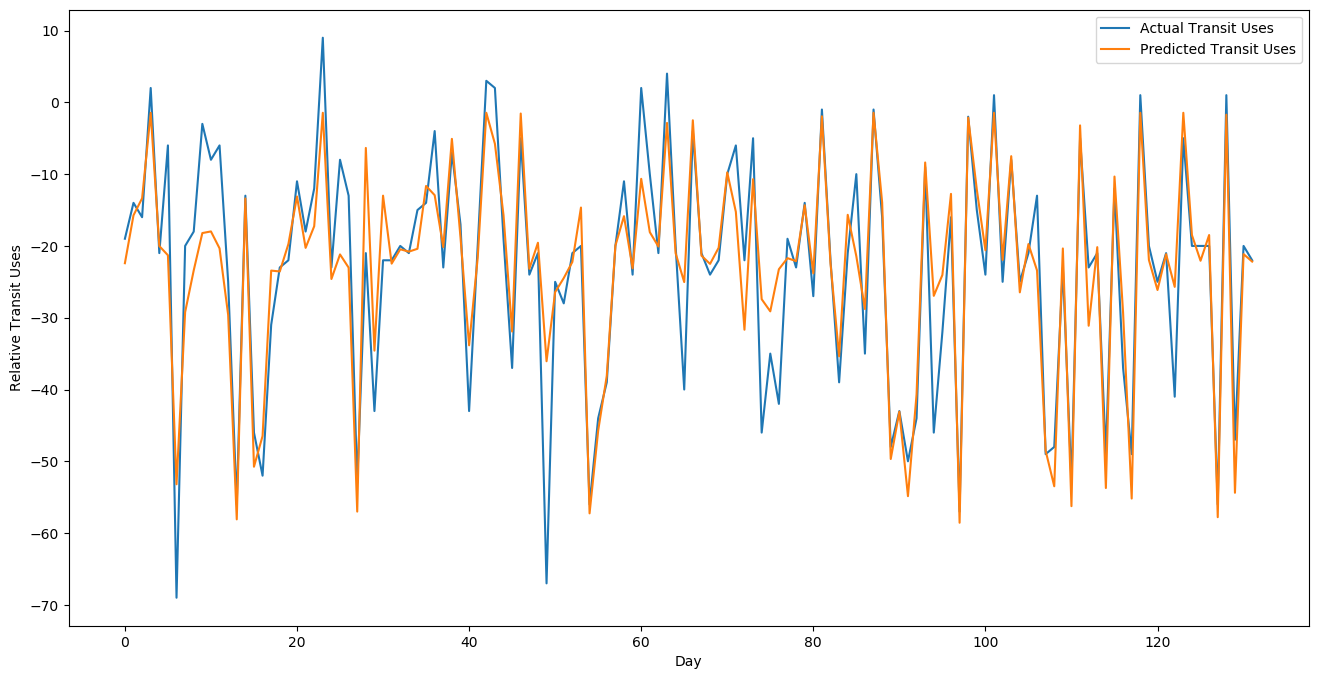 Actual Transit Uses
Predicted Transit Uses
10
0
−10
−20
−30
−40
−50
−60
−70
Relative Transit Uses
0 20 40 60 80 100 120
Day